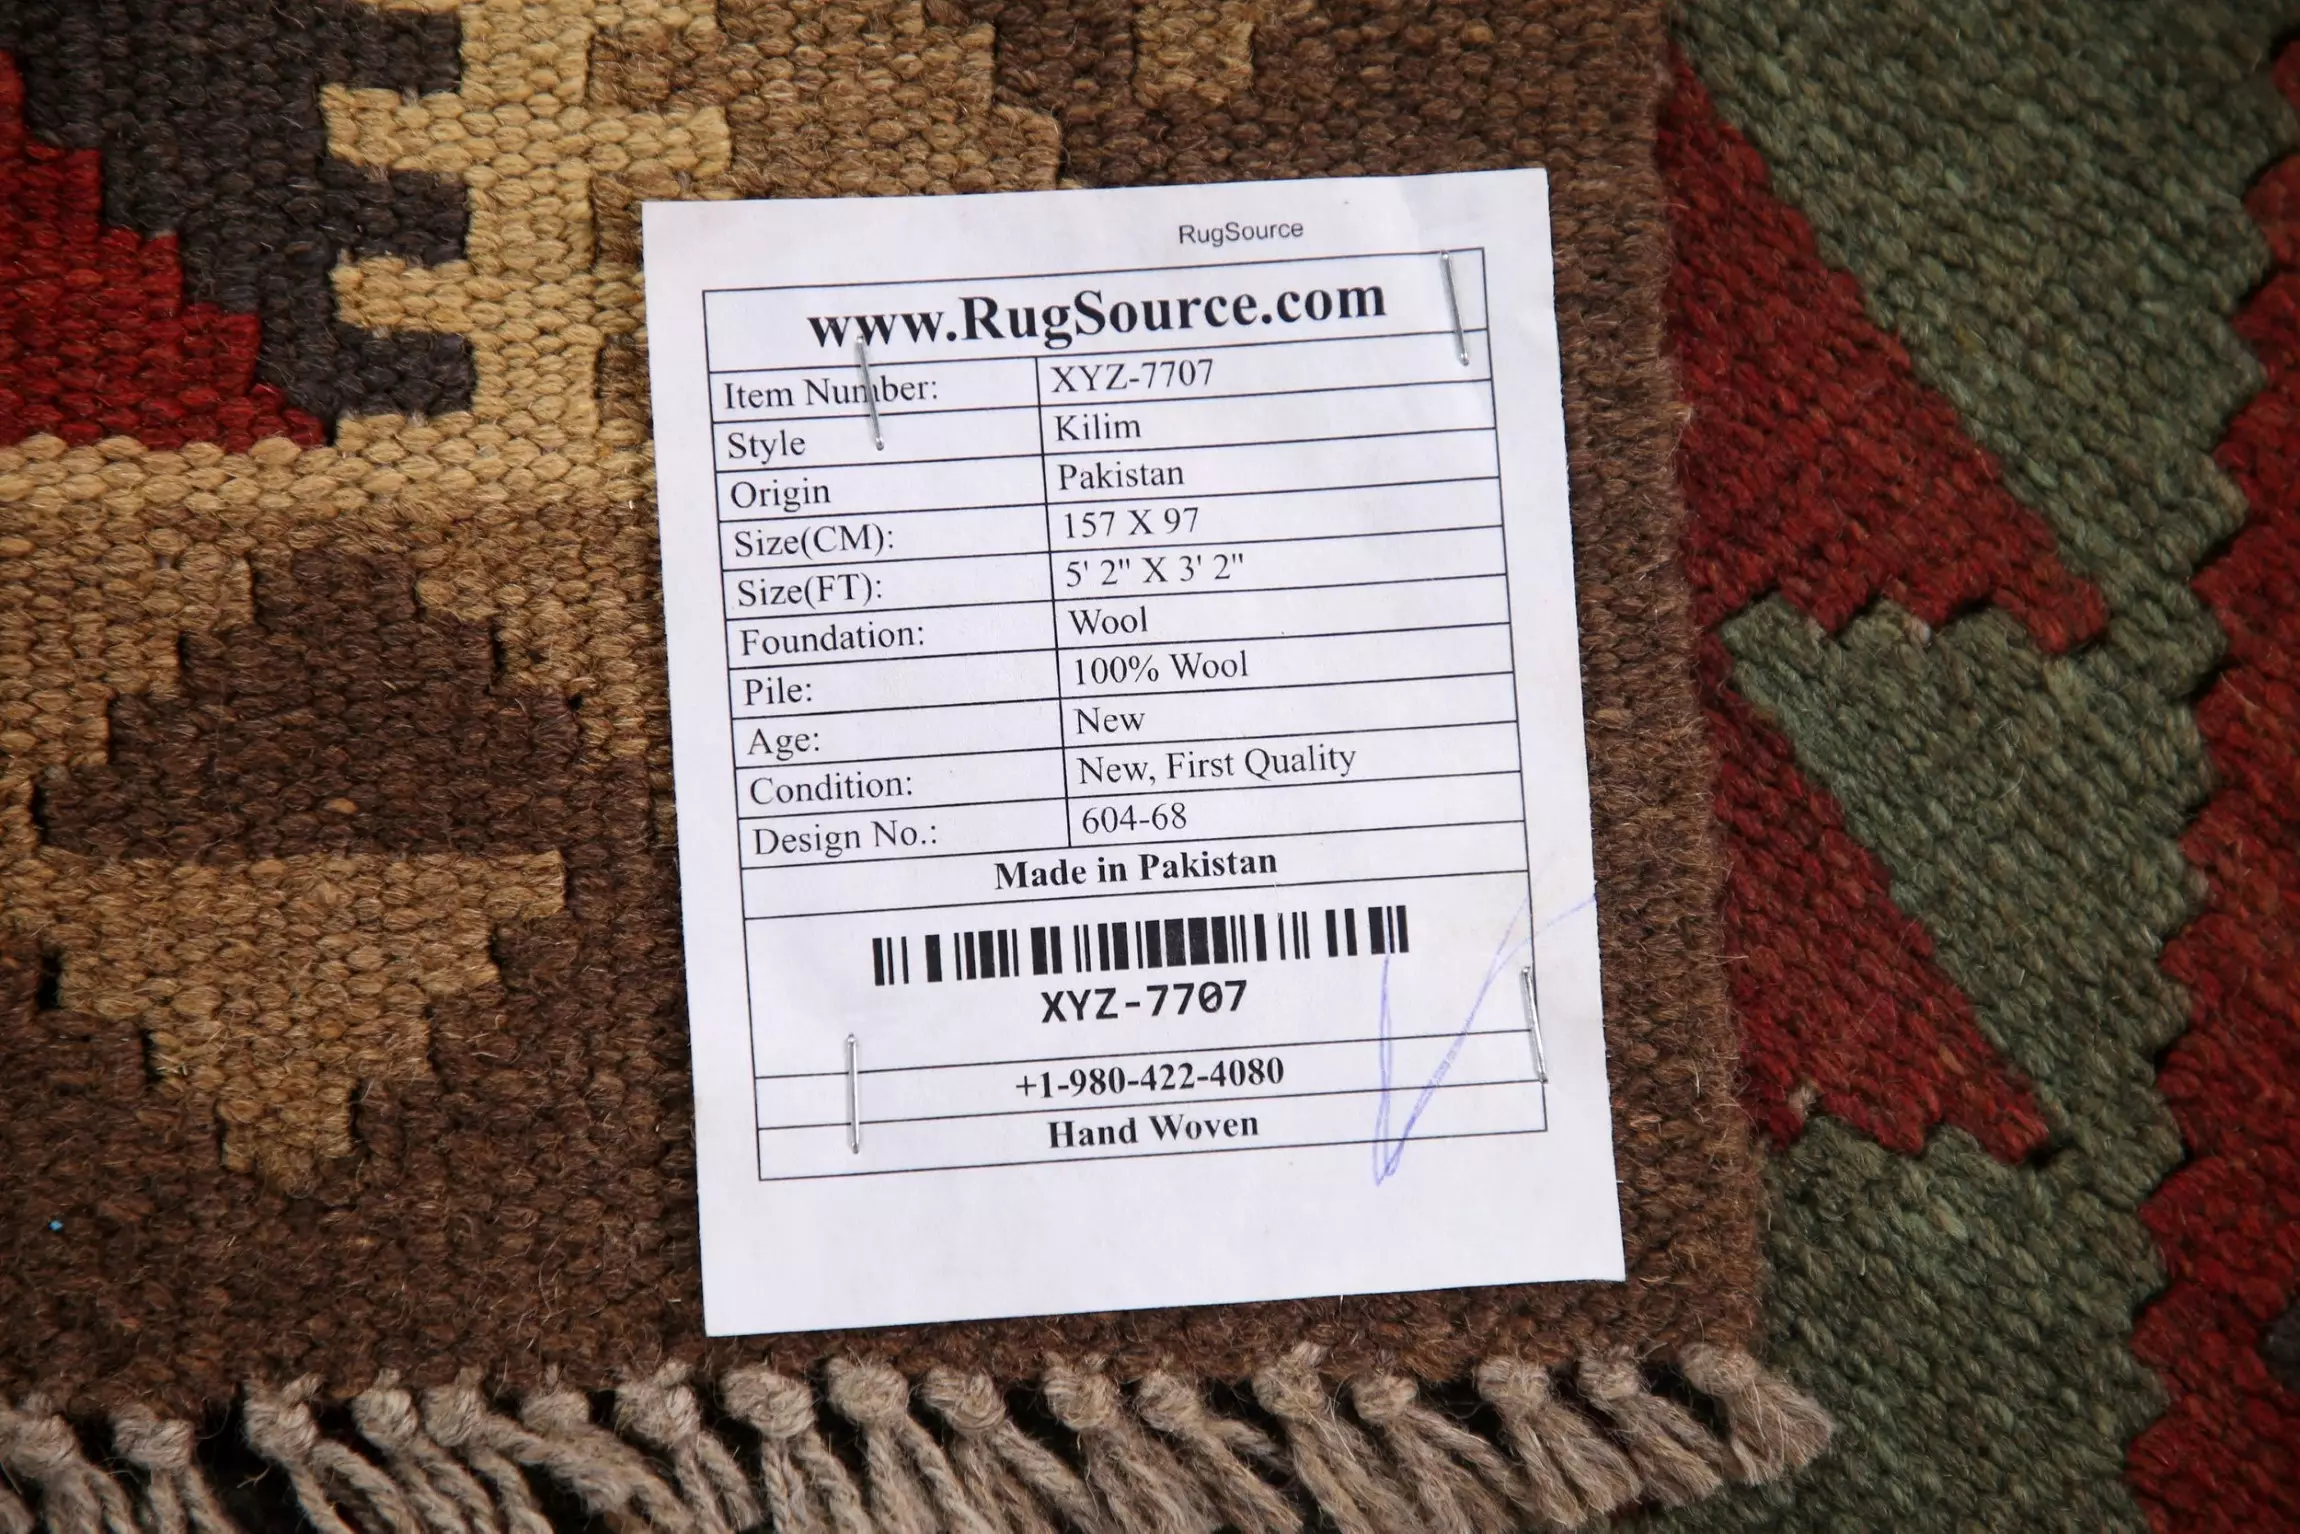 RugSource
www.RugSource.com
Item Number: XYZ-7707
Style Kilim
Origin Pakistan
Size(CM): 157 X 97
Size(FT): 5' 2" X 3' 2"
Foundation: Wool
Pile: 100% Wool
Age: New
Condition: New, First Quality
Design No.: 604-68
Made in Pakistan
XYZ-7707
+1-980-422-4080
Hand Woven